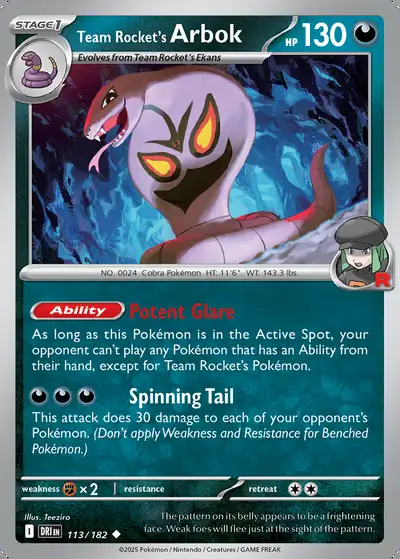 STAGE 1
Team Rocket's Arbok HP 130
Evolves from Team Rocket's Ekans
NO. 0024 Cobra Pokémon HT: 11'6" WT: 143.3 lbs.
R
Ability Potent Glare
As long as this Pokémon is in the Active Spot, your
opponent can't play any Pokémon that has an Ability from
their hand, except for Team Rocket's Pokémon.
Spinning Tail
This attack does 30 damage to each of your opponent's
Pokémon. (Don't apply Weakness and Resistance for Benched
Pokémon.)
weakness ×2 resistance retreat
Illus. Teeziro
I DRI EN 113/182
The pattern on its belly appears to be a frightening
face. Weak foes will flee just at the sight of the pattern.
©2025 Pokémon / Nintendo / Creatures / GAME FREAK